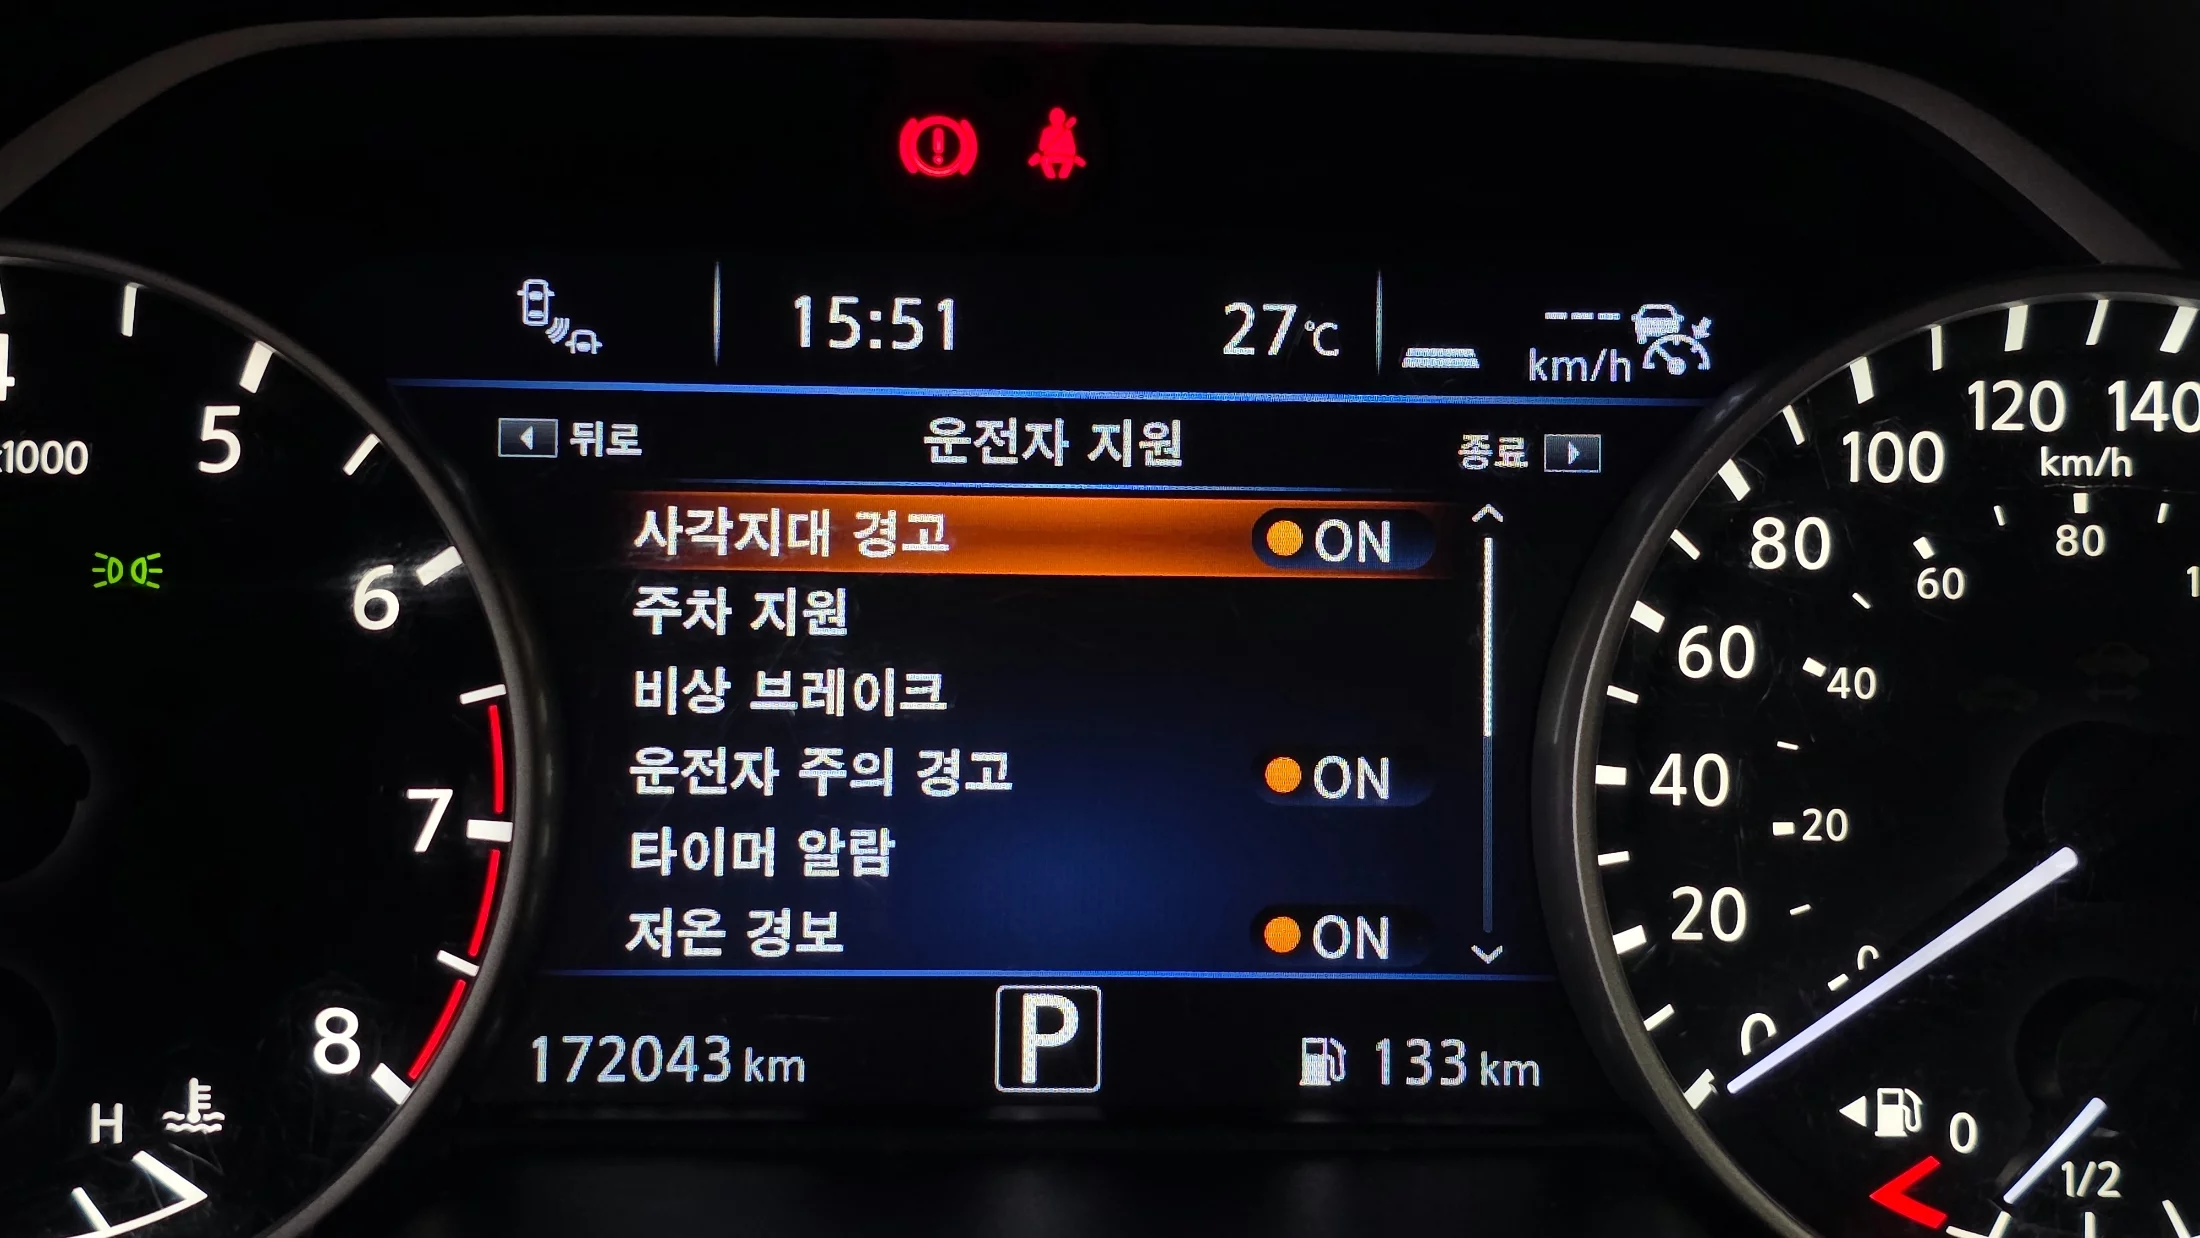 15:51
27°C
--- km/h
뒤로
운전자 지원
종료
사각지대 경고
ON
주차 지원
비상 브레이크
운전자 주의 경고
ON
타이머 알람
저온 경보
ON
172043 km
P
133 km
4
x1000
5
6
7
8
H
0
20
40
60
80
100
120
140
km/h
0
20
40
60
80
0
1/2